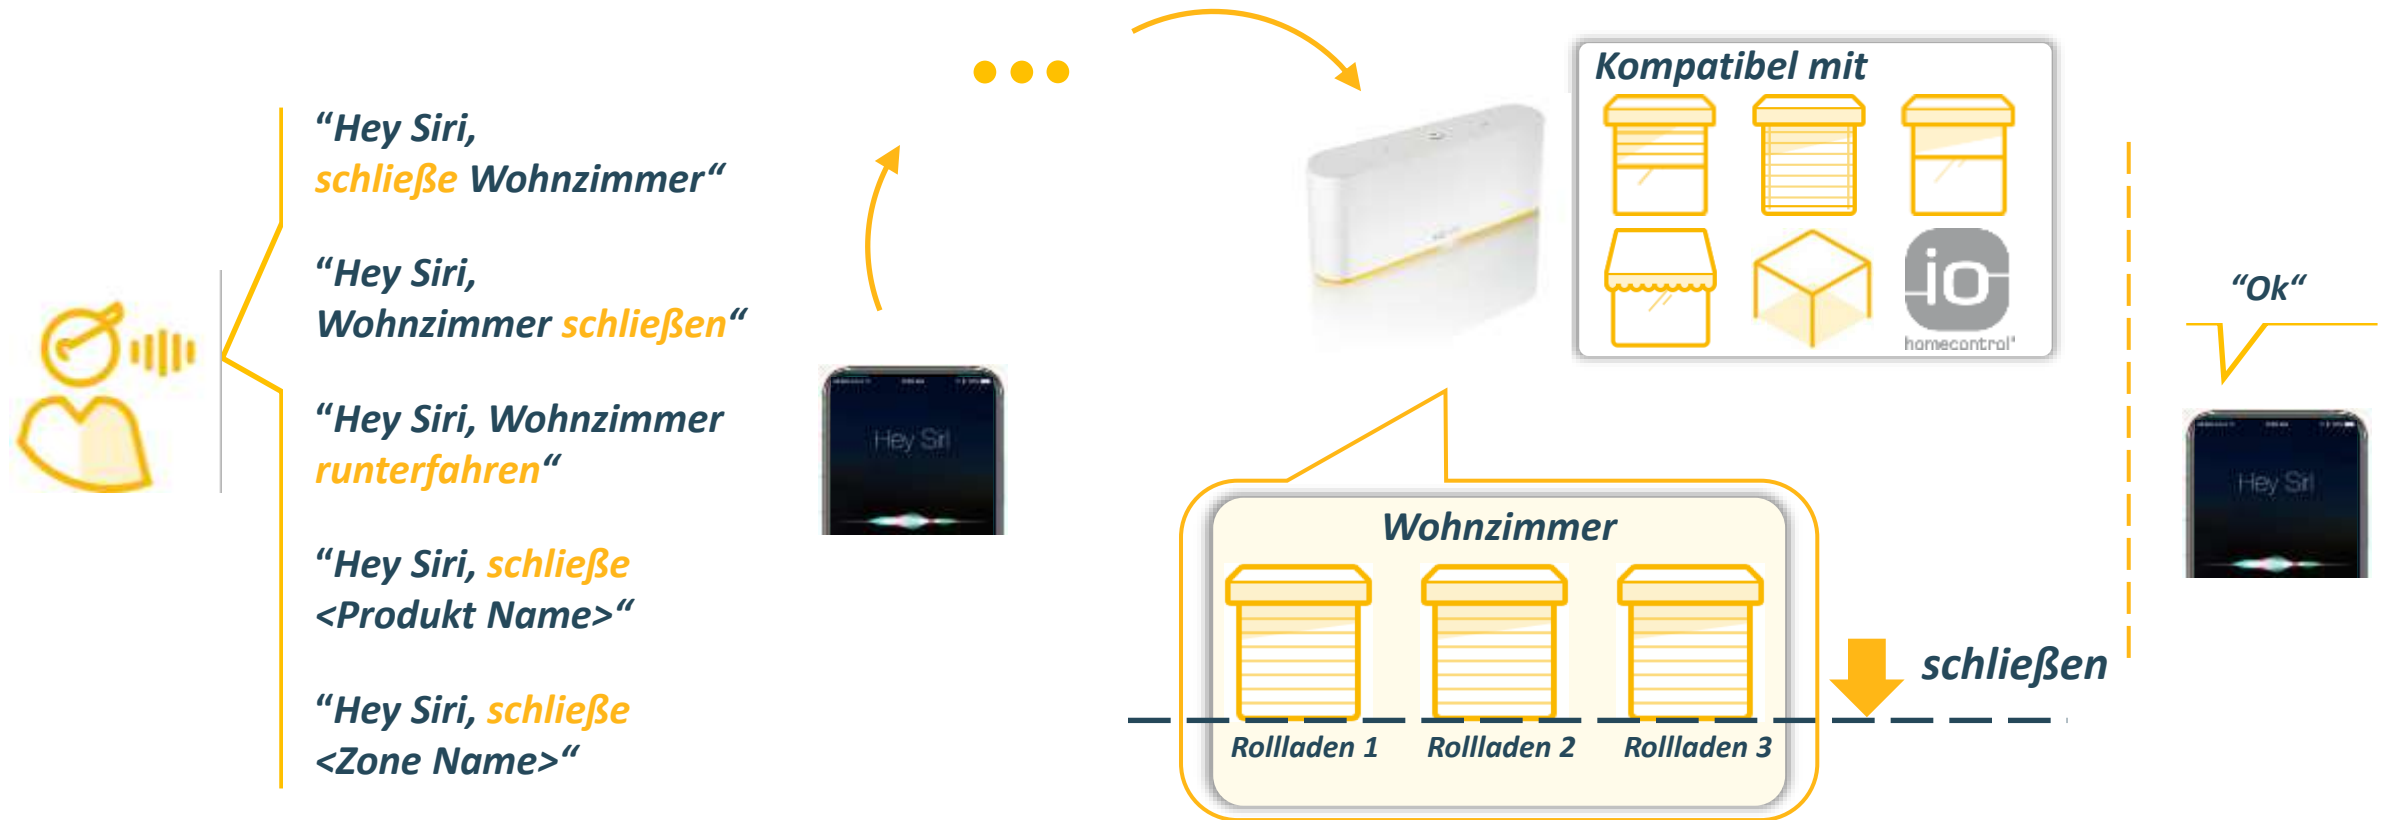 “Hey Siri,
schließe Wohnzimmer“
“Hey Siri,
Wohnzimmer schließen“
“Hey Siri, Wohnzimmer
runterfahren“
“Hey Siri, schließe
<Produkt Name>“
“Hey Siri, schließe
<Zone Name>“
Hey Siri
Kompatibel mit
io
homecontrol®
Wohnzimmer
Rollladen 1
Rollladen 2
Rollladen 3
schließen
“Ok“
Hey Siri